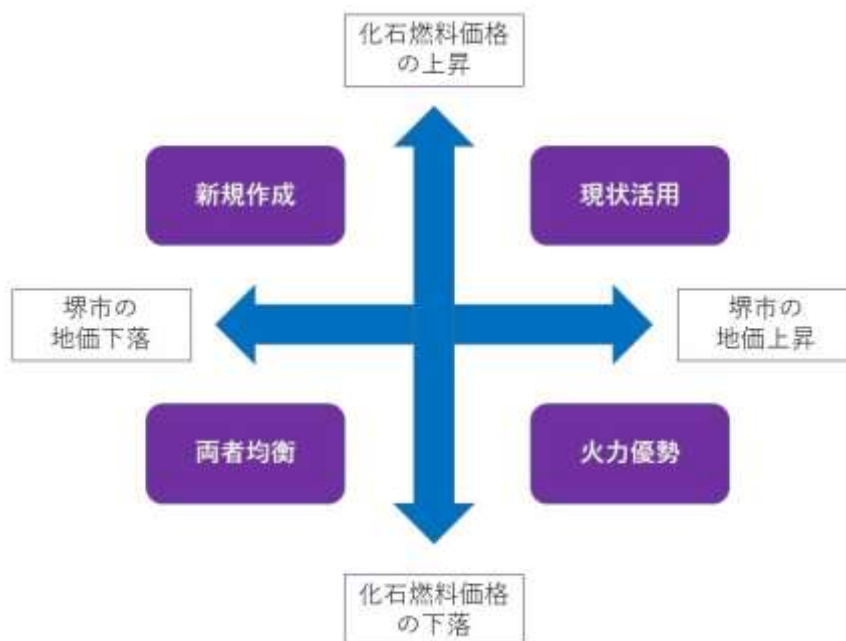 化石燃料価格
の上昇
新規作成
現状活用
堺市の
地価下落
堺市の
地価上昇
両者均衡
火力優勢
化石燃料価格
の下落